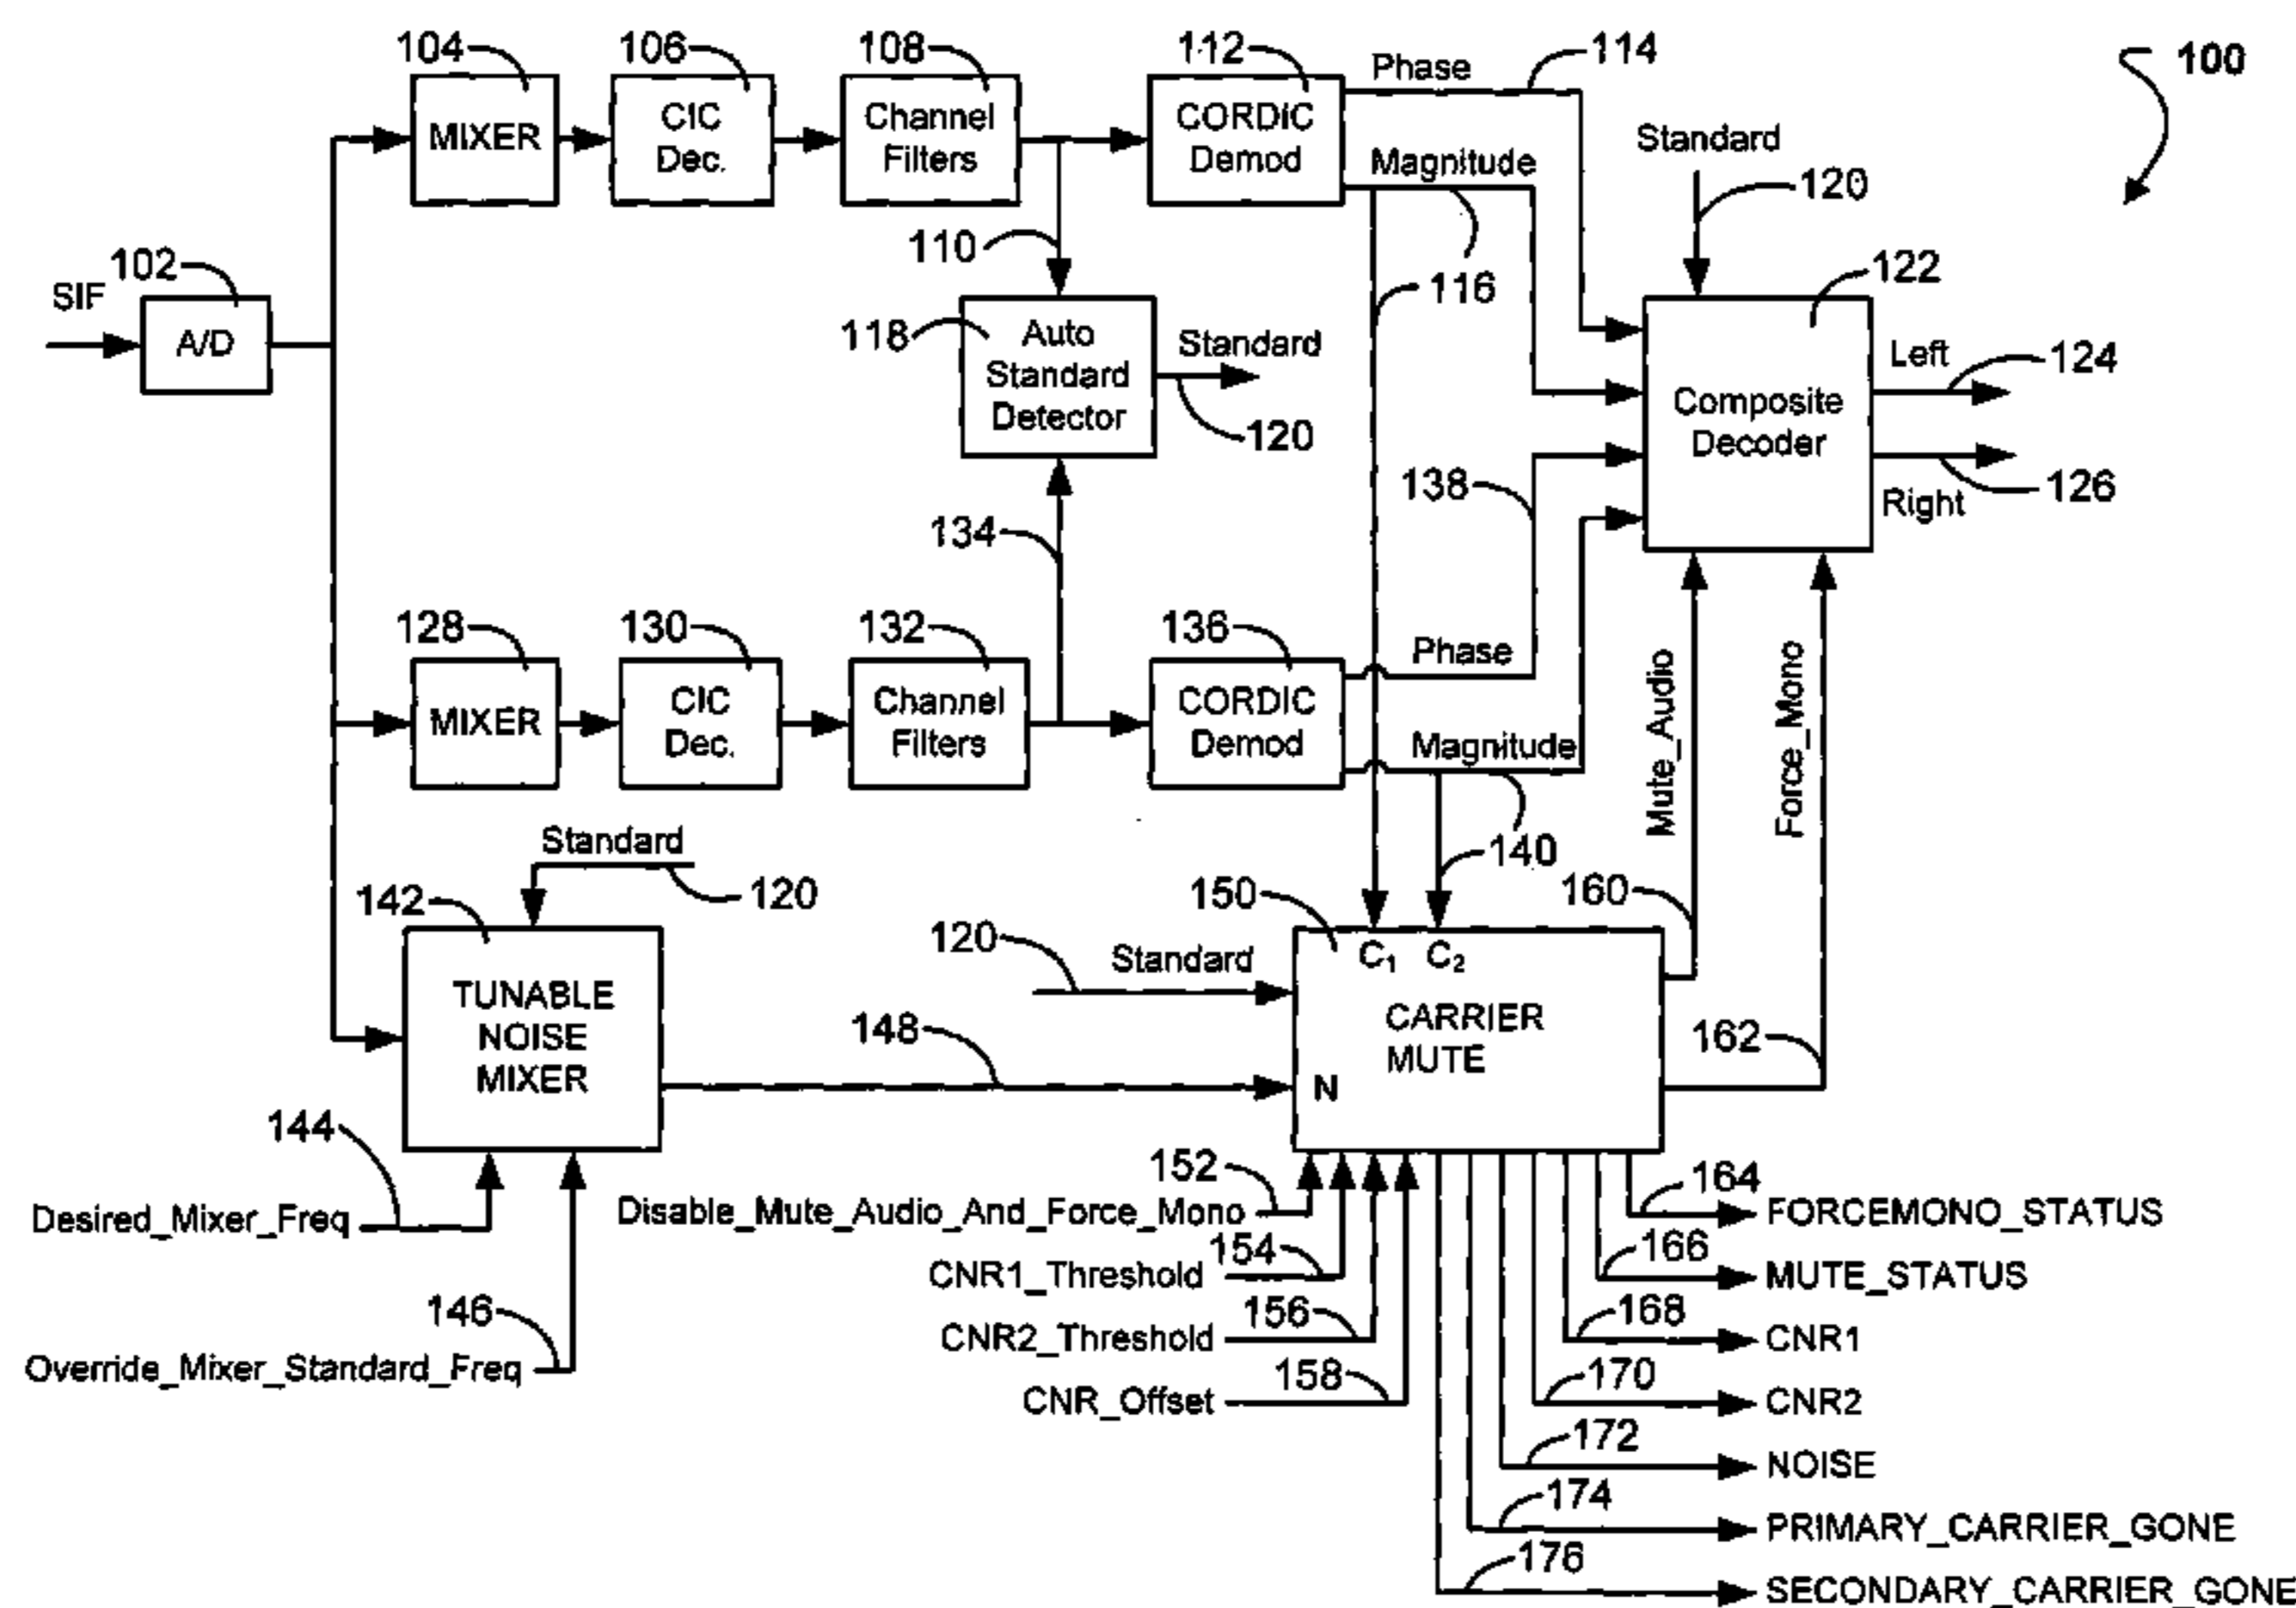 104
106
108
112
Phase
114
100
MIXER
CIC
Dec.
Channel
Filters
CORDIC
Demod
Magnitude
Standard
120
110
116
SIF
102
A/D
118
Auto
Standard
Detector
Standard
120
122
Composite
Decoder
Left
124
Right
126
138
134
128
130
132
136
Phase
MIXER
CIC
Dec.
Channel
Filters
CORDIC
Demod
Magnitude
Mute_Audio
Force_Mono
140
Standard
120
142
TUNABLE
NOISE
MIXER
120
Standard
150
C1 C2
CARRIER
MUTE
N
160
162
148
144
Desired_Mixer_Freq
146
Override_Mixer_Standard_Freq
152
Disable_Mute_Audio_And_Force_Mono
154
CNR1_Threshold
156
CNR2_Threshold
158
CNR_Offset
164
FORCEMONO_STATUS
166
MUTE_STATUS
168
CNR1
170
CNR2
172
NOISE
174
PRIMARY_CARRIER_GONE
176
SECONDARY_CARRIER_GONE